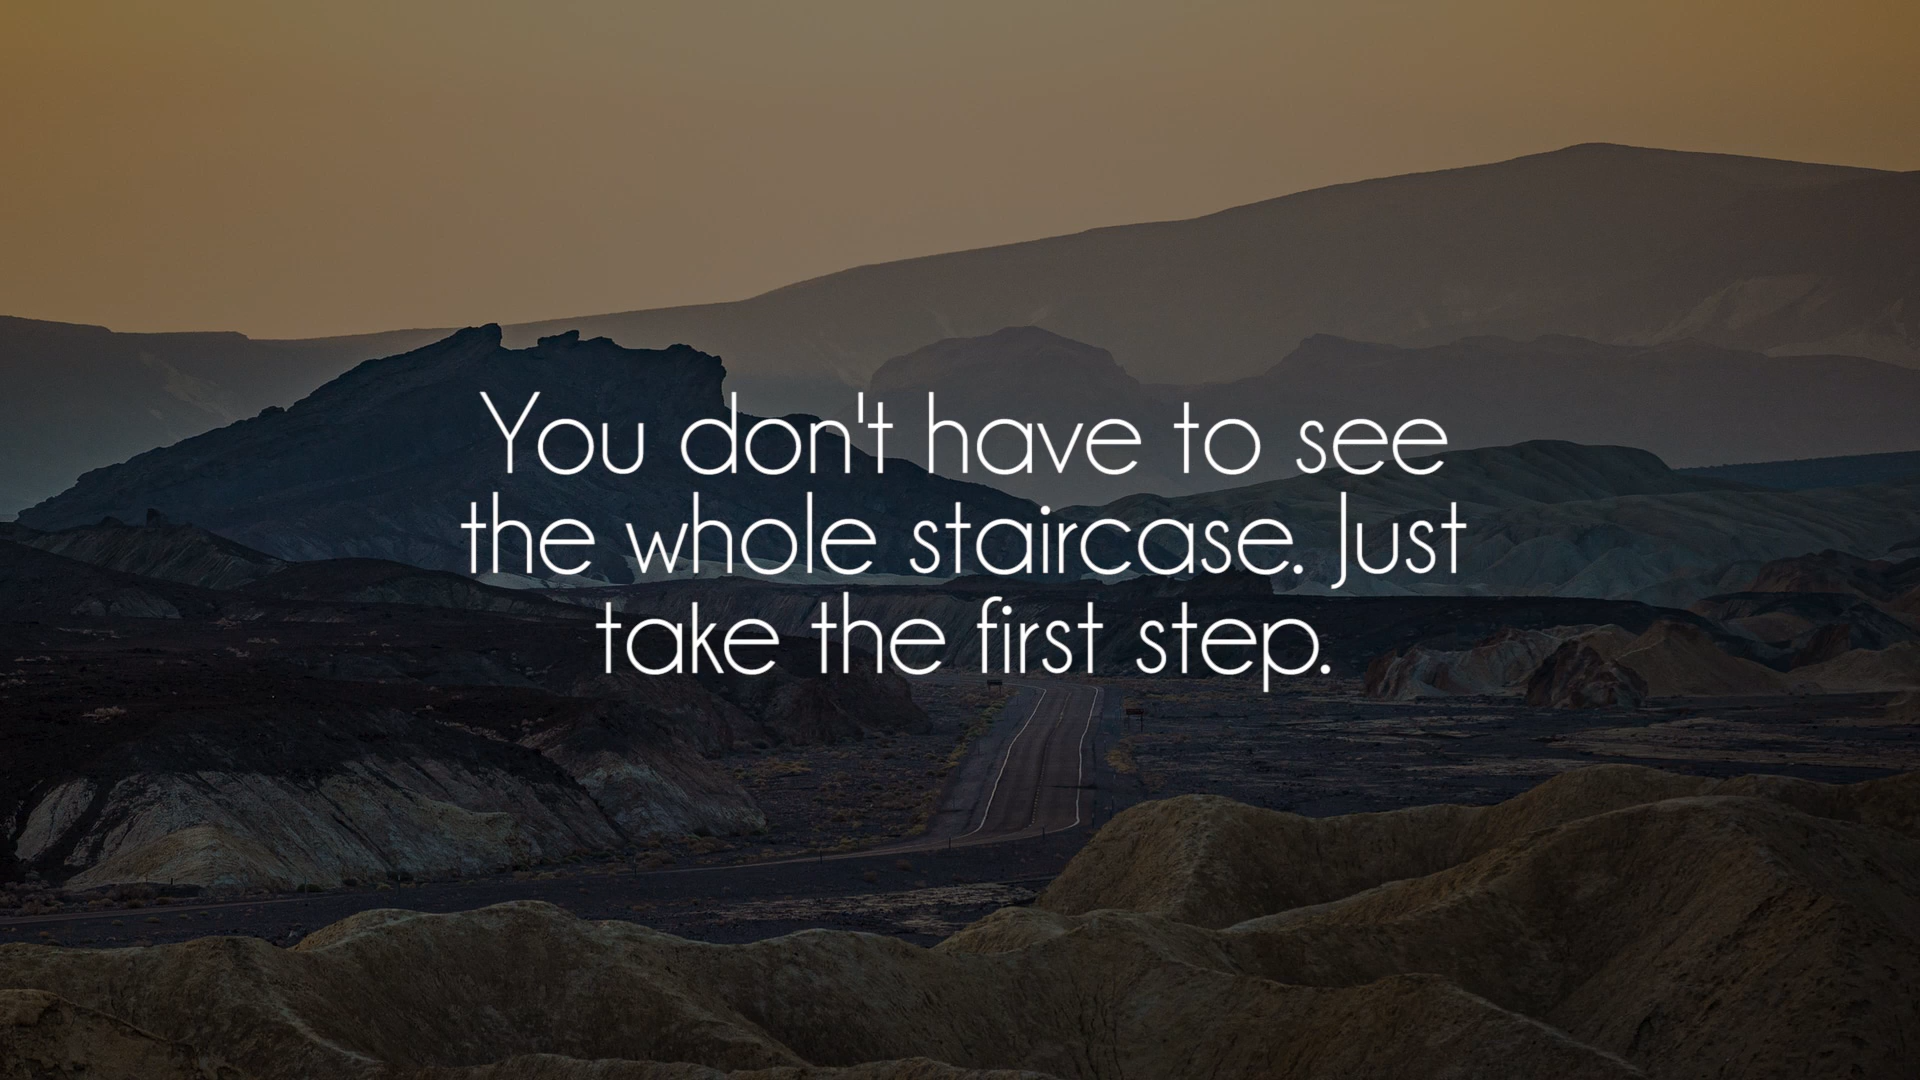 You don't have to see
the whole staircase. Just
take the first step.